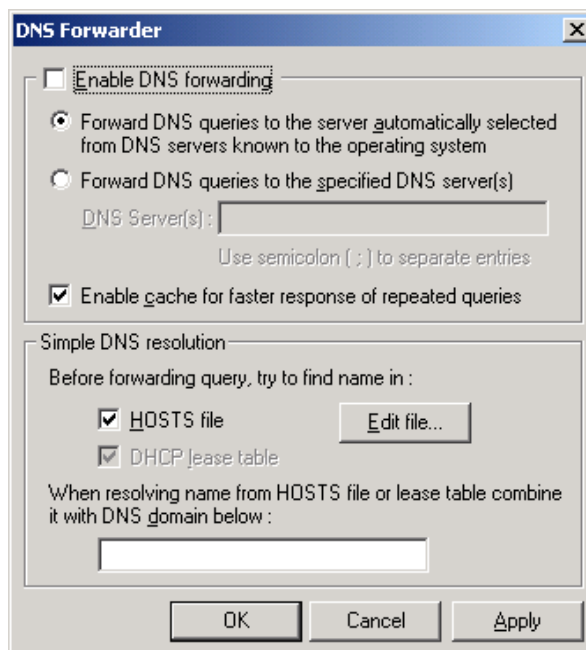 DNS Forwarder
Enable DNS forwarding
Forward DNS queries to the server automatically selected
from DNS servers known to the operating system
Forward DNS queries to the specified DNS server(s)
DNS Server(s) :
Use semicolon ( ; ) to separate entries
Enable cache for faster response of repeated queries
Simple DNS resolution
Before forwarding query, try to find name in :
HOSTS file
Edit file...
DHCP lease table
When resolving name from HOSTS file or lease table combine
it with DNS domain below :
OK
Cancel
Apply